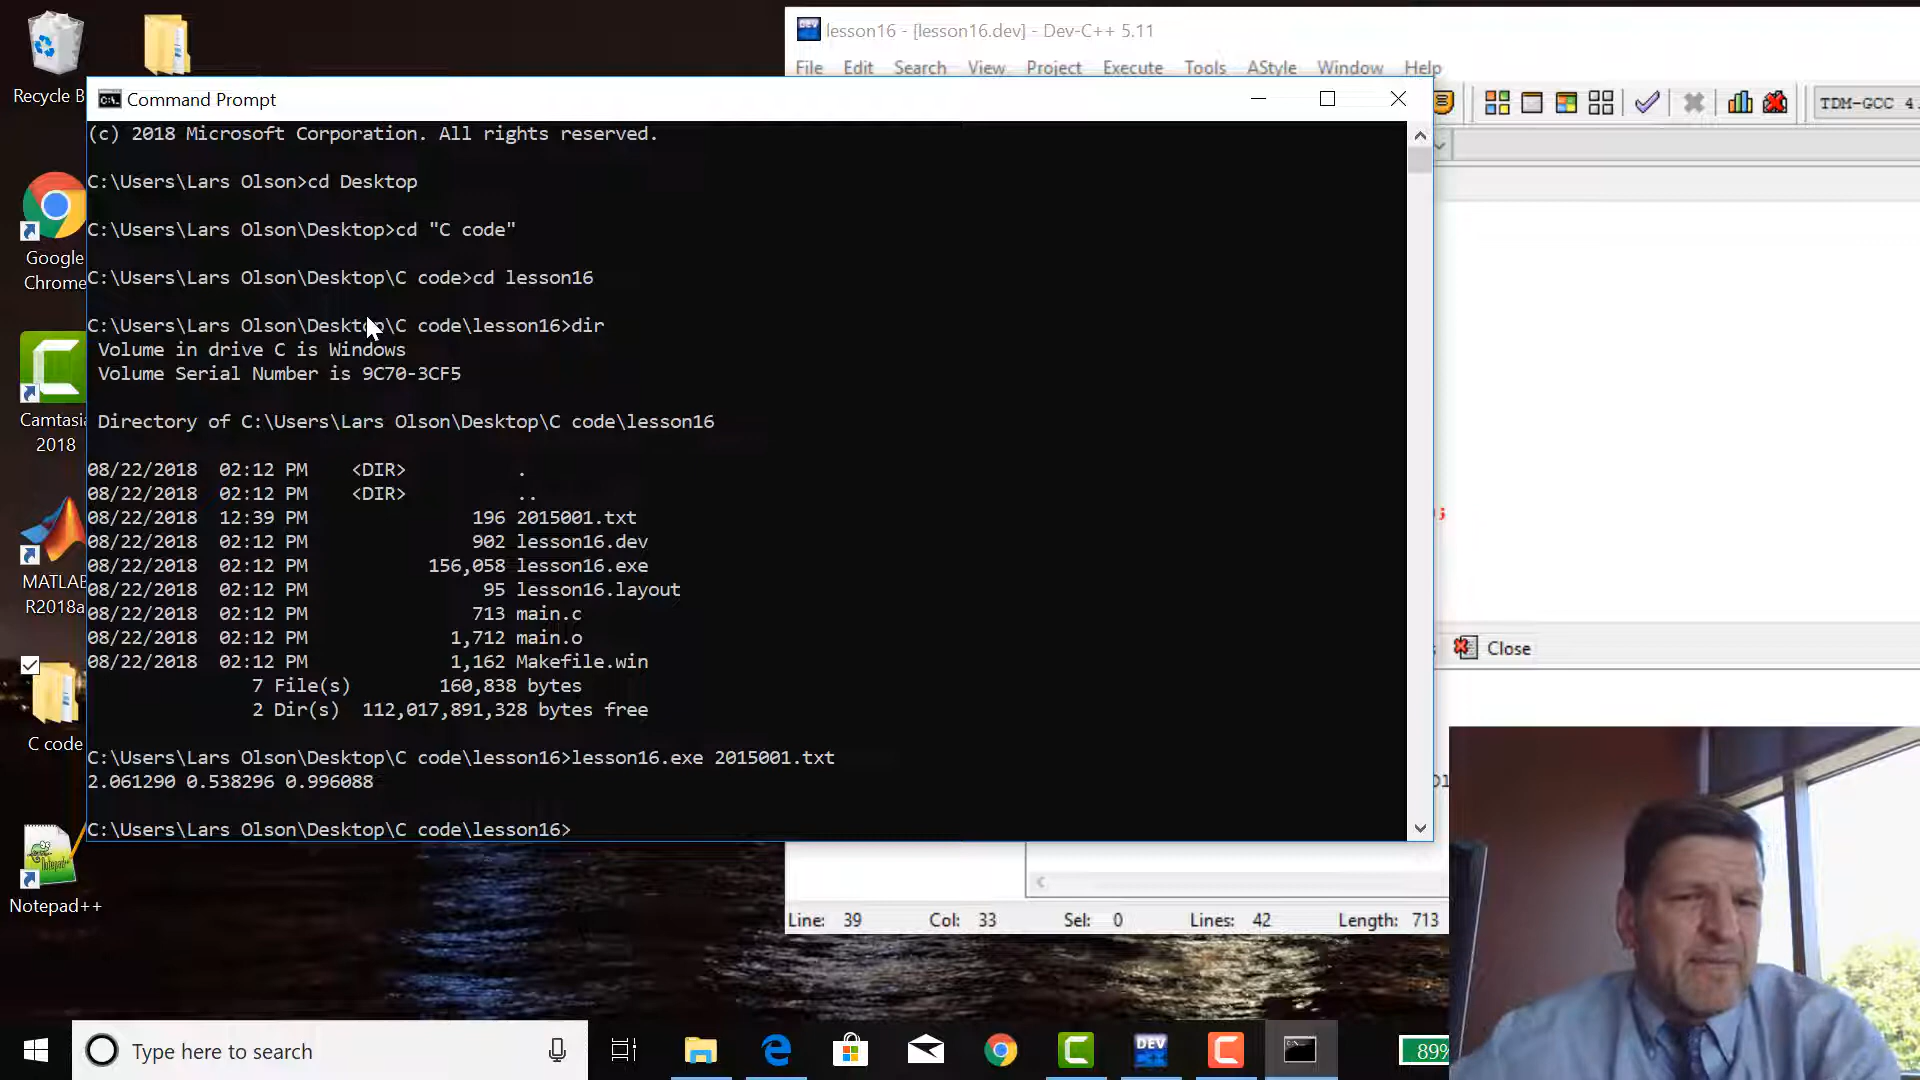 Recycle B
lesson16 - [lesson16.dev] - Dev-C++ 5.11
File Edit Search View Project Execute Tools AStyle Window Help
TDM-GCC 4.
Command Prompt
(c) 2018 Microsoft Corporation. All rights reserved.
C:\Users\Lars Olson>cd Desktop
C:\Users\Lars Olson\Desktop>cd "C code"
C:\Users\Lars Olson\Desktop\C code>cd lesson16
C:\Users\Lars Olson\Desktop\C code\lesson16>dir
Volume in drive C is Windows
Volume Serial Number is 9C70-3CF5
Directory of C:\Users\Lars Olson\Desktop\C code\lesson16
08/22/2018 02:12 PM <DIR> .
08/22/2018 02:12 PM <DIR> ..
08/22/2018 12:39 PM 196 2015001.txt
08/22/2018 02:12 PM 902 lesson16.dev
08/22/2018 02:12 PM 156,058 lesson16.exe
08/22/2018 02:12 PM 95 lesson16.layout
08/22/2018 02:12 PM 713 main.c
08/22/2018 02:12 PM 1,712 main.o
08/22/2018 02:12 PM 1,162 Makefile.win
7 File(s) 160,838 bytes
2 Dir(s) 112,017,891,328 bytes free
C:\Users\Lars Olson\Desktop\C code\lesson16>lesson16.exe 2015001.txt
2.061290 0.538296 0.996088
C:\Users\Lars Olson\Desktop\C code\lesson16>
Google
Chrome
Camtasia
2018
MATLAB
R2018a
C code
Notepad++
;
Close
Line: 39 Col: 33 Sel: 0 Lines: 42 Length: 713
Type here to search
DEV
89%